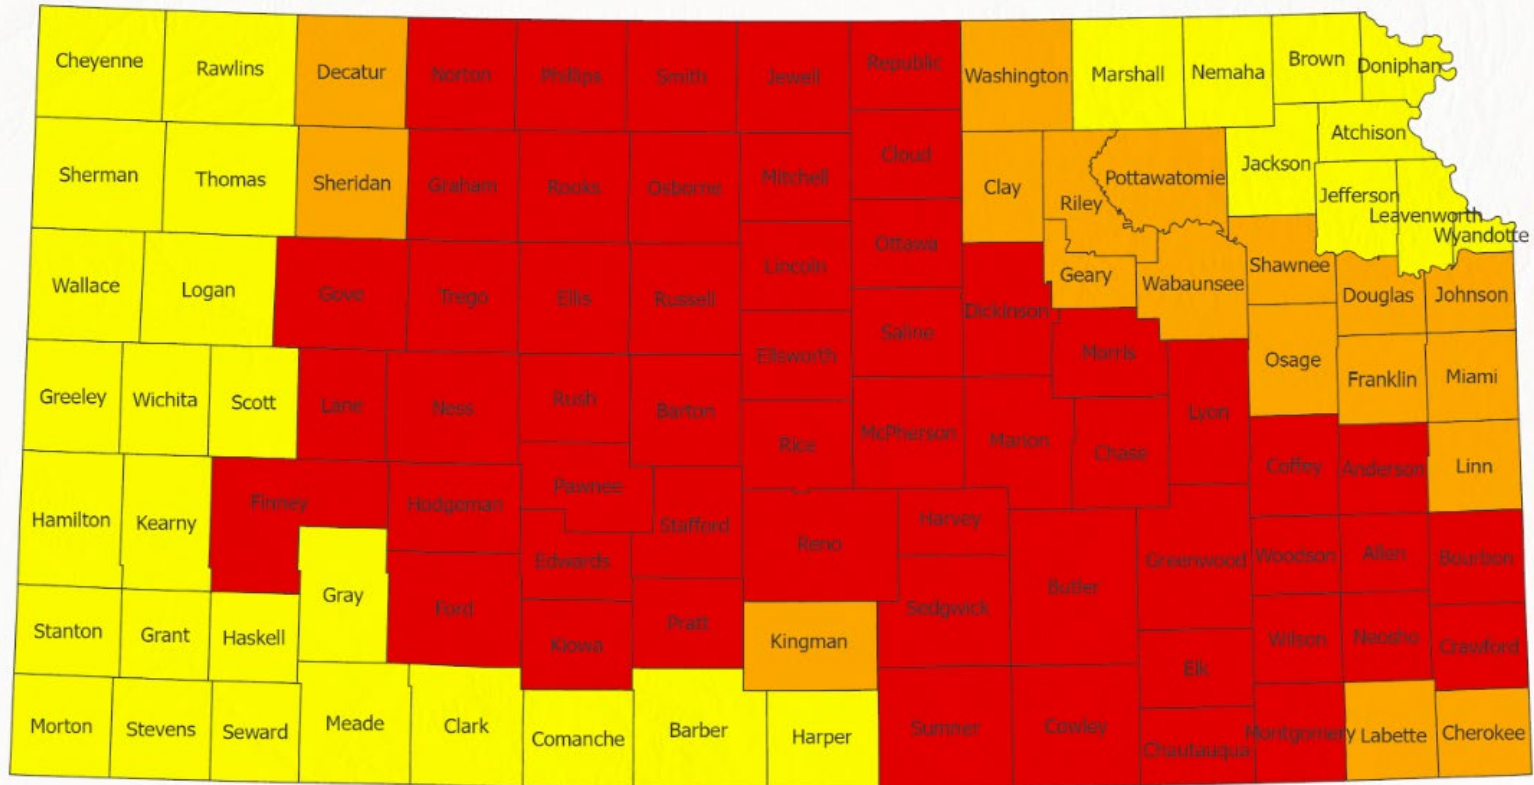 Cheyenne
Rawlins
Decatur
Norton
Phillips
Smith
Jewell
Republic
Washington
Marshall
Nemaha
Brown
Doniphan
Sherman
Thomas
Sheridan
Graham
Rooks
Osborne
Mitchell
Cloud
Clay
Riley
Pottawatomie
Jackson
Atchison
Jefferson
Leavenworth
Wyandotte
Wallace
Logan
Gove
Trego
Ellis
Russell
Lincoln
Ottawa
Saline
Dickinson
Geary
Wabaunsee
Shawnee
Douglas
Johnson
Greeley
Wichita
Scott
Lane
Ness
Rush
Barton
Ellsworth
Rice
McPherson
Marion
Morris
Chase
Lyon
Osage
Franklin
Miami
Hamilton
Kearny
Finney
Hodgeman
Pawnee
Edwards
Stafford
Reno
Harvey
Sedgwick
Butler
Greenwood
Coffey
Anderson
Linn
Woodson
Allen
Bourbon
Stanton
Grant
Haskell
Gray
Ford
Kiowa
Pratt
Kingman
Elk
Wilson
Neosho
Crawford
Morton
Stevens
Seward
Meade
Clark
Comanche
Barber
Harper
Sumner
Cowley
Chautauqua
Montgomery
Labette
Cherokee